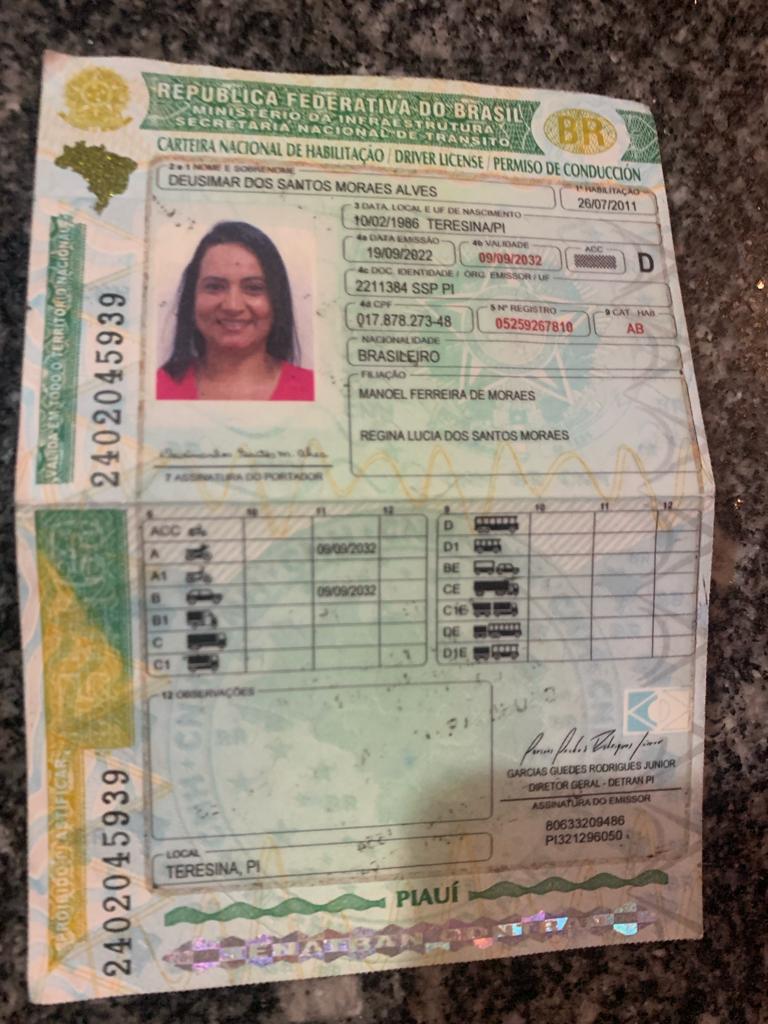 REPÚBLICA FEDERATIVA DO BRASIL
MINISTÉRIO DA INFRAESTRUTURA
SECRETARIA NACIONAL DE TRÂNSITO
BR
CARTEIRA NACIONAL DE HABILITAÇÃO / DRIVER LICENSE / PERMISO DE CONDUCCIÓN
2 e 1 NOME E SOBRENOME
DEUSIMAR DOS SANTOS MORAES ALVES
1ª HABILITAÇÃO
26/07/2011
3 DATA, LOCAL E UF DE NASCIMENTO
10/02/1986 TERESINA/PI
4a DATA EMISSÃO
19/09/2022
4b VALIDADE
09/09/2032
ACC
D
4c DOC. IDENTIDADE / ORG. EMISSOR / UF
2211384 SSP PI
4d CPF
017.878.273-48
5 Nº REGISTRO
05259267810
9 CAT. HAB.
AB
NACIONALIDADE
BRASILEIRO
FILIAÇÃO
MANOEL FERREIRA DE MORAES
REGINA LUCIA DOS SANTOS MORAES
7 ASSINATURA DO PORTADOR
VÁLIDA EM TODO O TERRITÓRIO NACIONAL
2402045939
9 10 11 12
ACC
A 09/09/2032
A1
B 09/09/2032
B1
C
C1
9 10 11 12
D
D1
BE
CE
C1E
DE
D1E
12 OBSERVAÇÕES
GARCIAS GUEDES RODRIGUES JUNIOR
DIRETOR GERAL - DETRAN PI
ASSINATURA DO EMISSOR
80633209486
PI321296050
LOCAL
TERESINA, PI
PROIBIDO PLASTIFICAR
2402045939
PIAUÍ